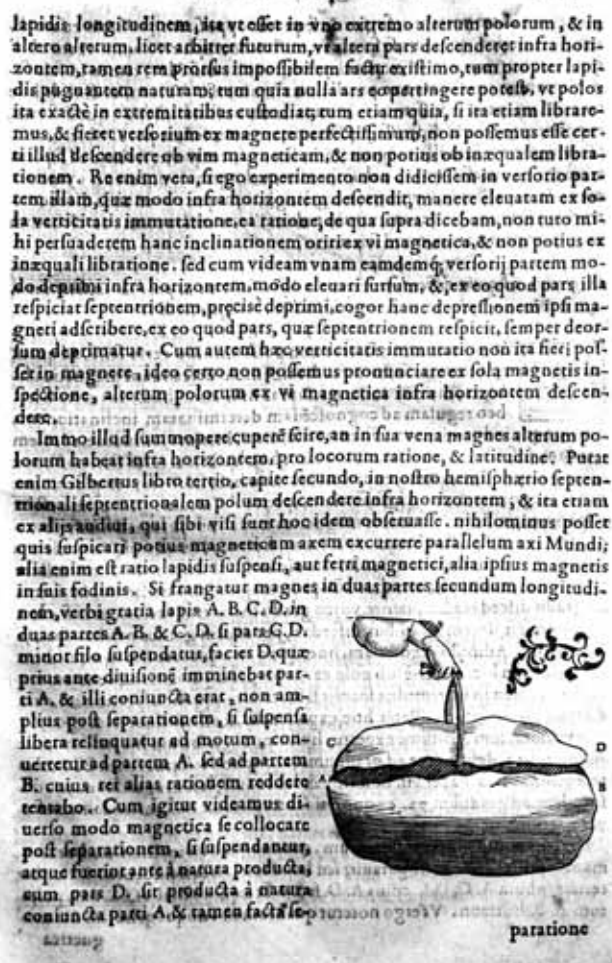 lapidis longitudinem, ita vt esset in vno extremo alterum polorum, & in
altero alterum, licet arbitrer futurum, vt altera pars descenderet infra hori-
zontem, tamen rem prorsus impossibilem factu existimo, tum propter lapi-
dis pugnantem naturam, tum quia nulla ars eo pertingere potest, vt polos
ita exactè in extremitatibus custodiat; tum etiam quia, si ita etiam librare-
mus, & fieret versorium ex magnete perfectissimum, non possemus esse cer-
ti illud descendere ob vim magneticam, & non potius ob inæqualem libra-
tionem. Re enim vera, si ego experimento non didicissem in versorio par-
tem illam, quæ modo infra horizontem descendit, manere eleuatam ex so-
la verticitatis immutatione, ea ratione, de qua supra dicebam, non tuto mi-
hi persuaderem hanc inclinationem oriri ex vi magnetica, & non potius ex
inæquali libratione. sed cum videam vnam eamdemq; versorij partem mo-
do deprimi infra horizontem, modo eleuari sursum, &, ex eo quod pars illa
respiciat septentrionem, precisè deprimi, cogor hanc depressionem ipsi ma-
gneti adscribere, ex eo quod pars, quæ septentrionem respicit, semper deor-
sum deprimatur. Cum autem hæc verticitatis immutatio non ita fieri pos-
set in magnete, ideo certo non possemus pronunciare ex sola magnetis in-
spectione, alterum polorum ex vi magnetica infra horizontem descen-
dere.
Immo illud summopere cuperē scire, an in sua vena magnes alterum po-
lorum habeat infra horizontem, pro locorum ratione, & latitudine. Putat
enim Gilbertus libro tertio, capite secundo, in nostro hemisphærio septen-
trionali septentrionalem polum descendere infra horizontem, & ita etiam
ex alijs audiui, qui sibi visi sunt hoc idem obseruasse. nihilominus posset
quis suspicari potius magneticum axem excurrere parallelum axi Mundi;
alia enim est ratio lapidis suspensi, aut ferri magnetici, alia ipsius magnetis
in suis fodinis. Si frangatur magnes in duas partes secundum longitudi-
nem, verbi gratia lapis A. B. C. D. in
duas partes A. B. & C. D. si pars C. D.
minor filo suspendatur, facies D. quæ
prius ante diuisionē imminebat par-
ti A. & illi coniuncta erat, non am-
plius post separationem, si suspensa
libera relinquatur ad motum, con-
uertetur ad partem A. sed ad partem
B. cuius rei alias rationem reddere
tentabo. Cum igitur videamus di-
uerso modo magnetica se collocare
post separationem, si suspendantur,
atque fuerint ante à natura producta,
cum pars D. sit producta à natura
coniuncta parti A. & tamen facta se-
paratione
C
D
A
B